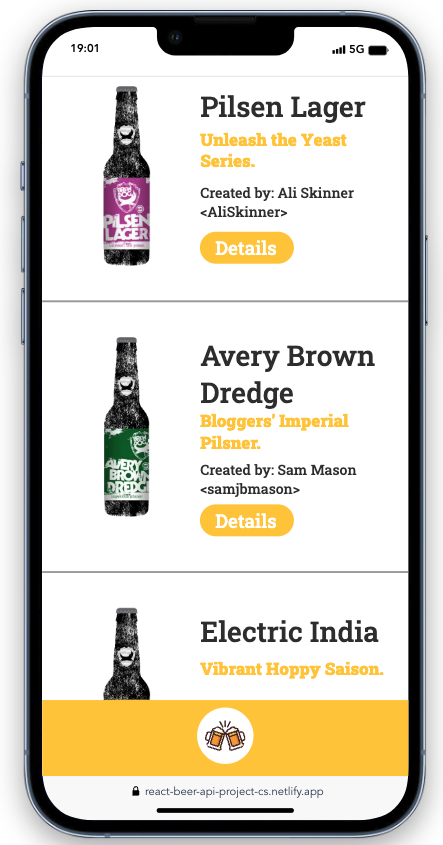 19:01
5G
Pilsen Lager
Unleash the Yeast
Series.
Created by: Ali Skinner
<AliSkinner>
Details
PILSEN
LAGER
Avery Brown
Dredge
Bloggers' Imperial
Pilsner.
Created by: Sam Mason
<samjbmason>
Details
AVERY
BROWN
DREDGE
Electric India
Vibrant Hoppy Saison.
react-beer-api-project-cs.netlify.app